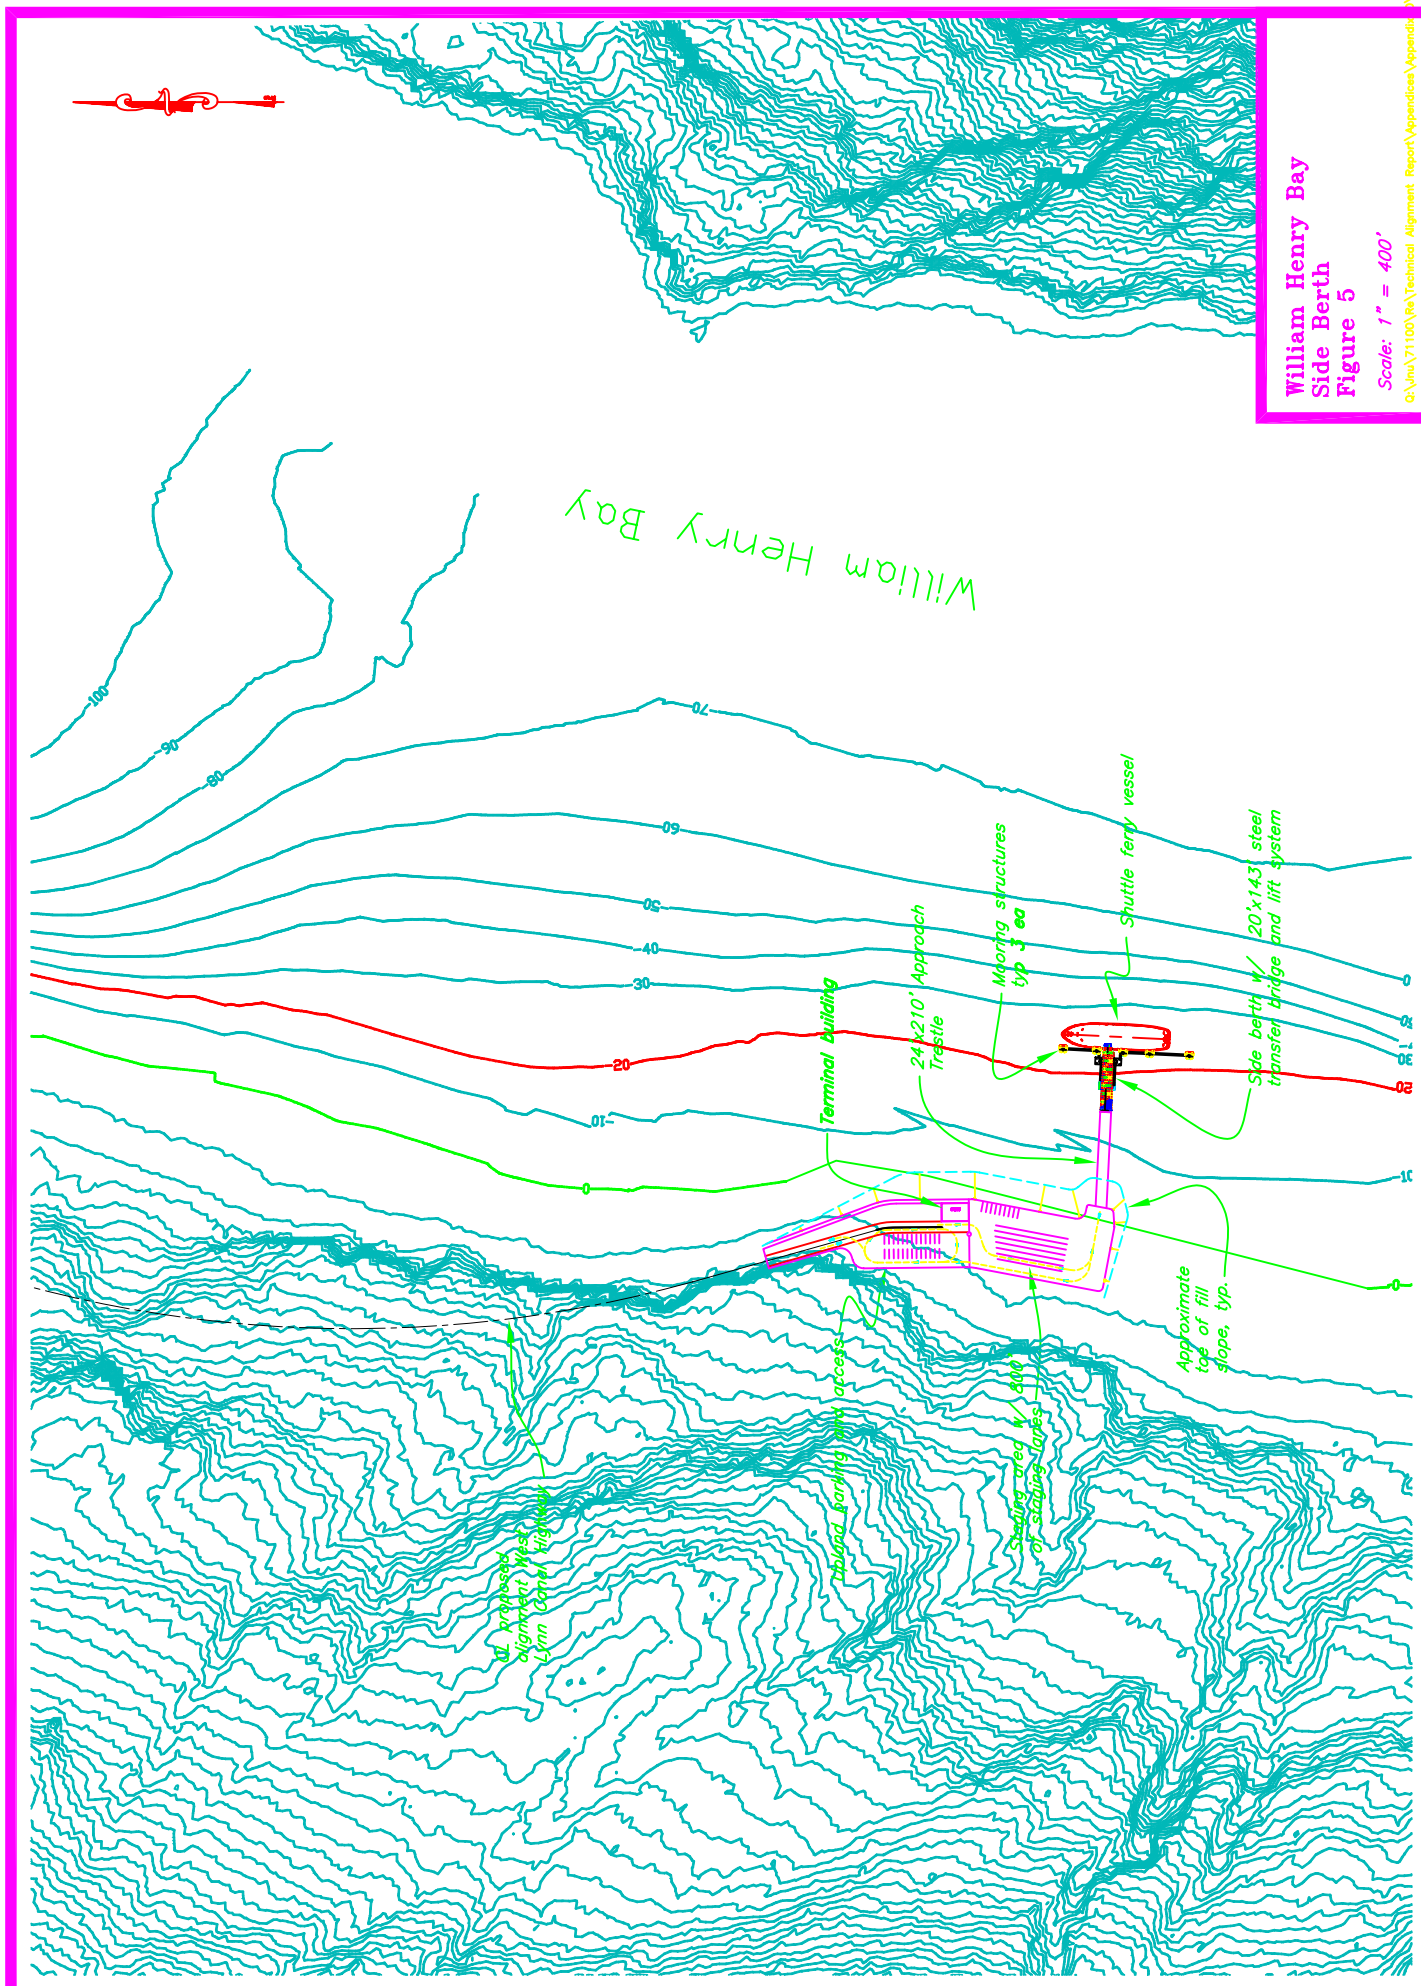 William Henry Bay
Side Berth
Figure 5
Scale: 1" = 400'
William Henry Bay
-100
-90
-80
-70
-60
-50
-40
-30
-20
-10
0
Shuttle ferry vessel
Mooring structures
typ 3 ea
Side berth w/ 20'x143' steel
transfer bridge and lift system
24'x210' Approach
Trestle
Terminal building
Approximate
toe of fill
slope, typ.
Upland parking and access
Staging area w/ 800'
of staging lanes
CL proposed
alignment West
Lynn Canal Highway
-10
0